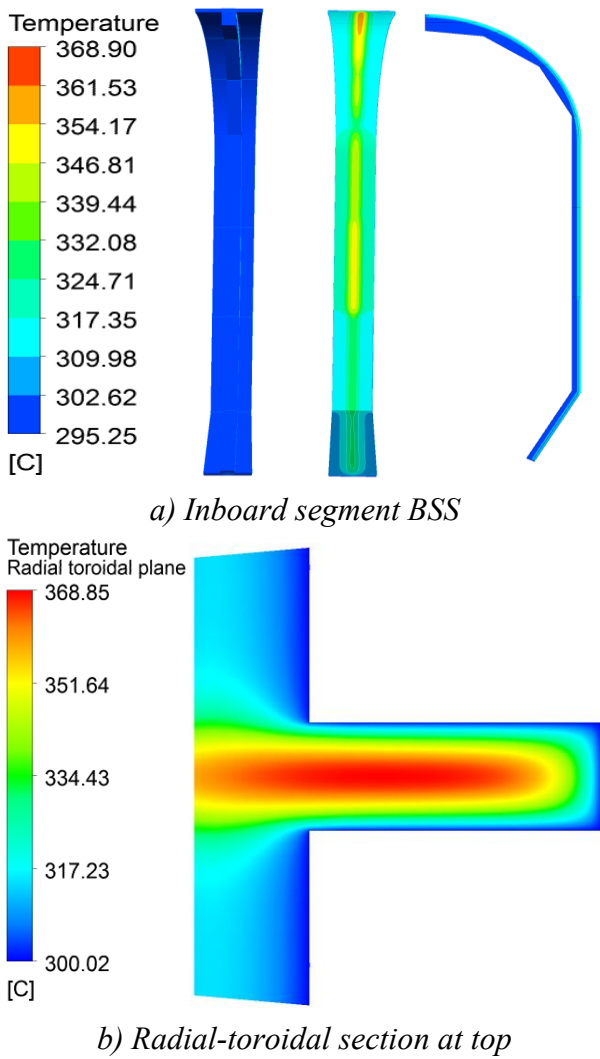 Temperature
368.90
361.53
354.17
346.81
339.44
332.08
324.71
317.35
309.98
302.62
295.25
[C]
a) Inboard segment BSS
Temperature
Radial toroidal plane
368.85
351.64
334.43
317.23
300.02
[C]
b) Radial-toroidal section at top